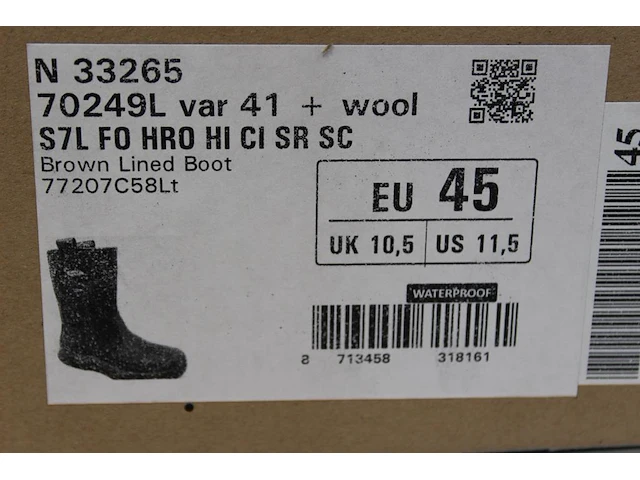 N 33265
70249L var 41 + wool
S7L FO HRO HI CI SR SC
Brown Lined Boot
77207C58Lt
EU 45
UK 10,5 US 11,5
WATERPROOF
8 713458 318161
45